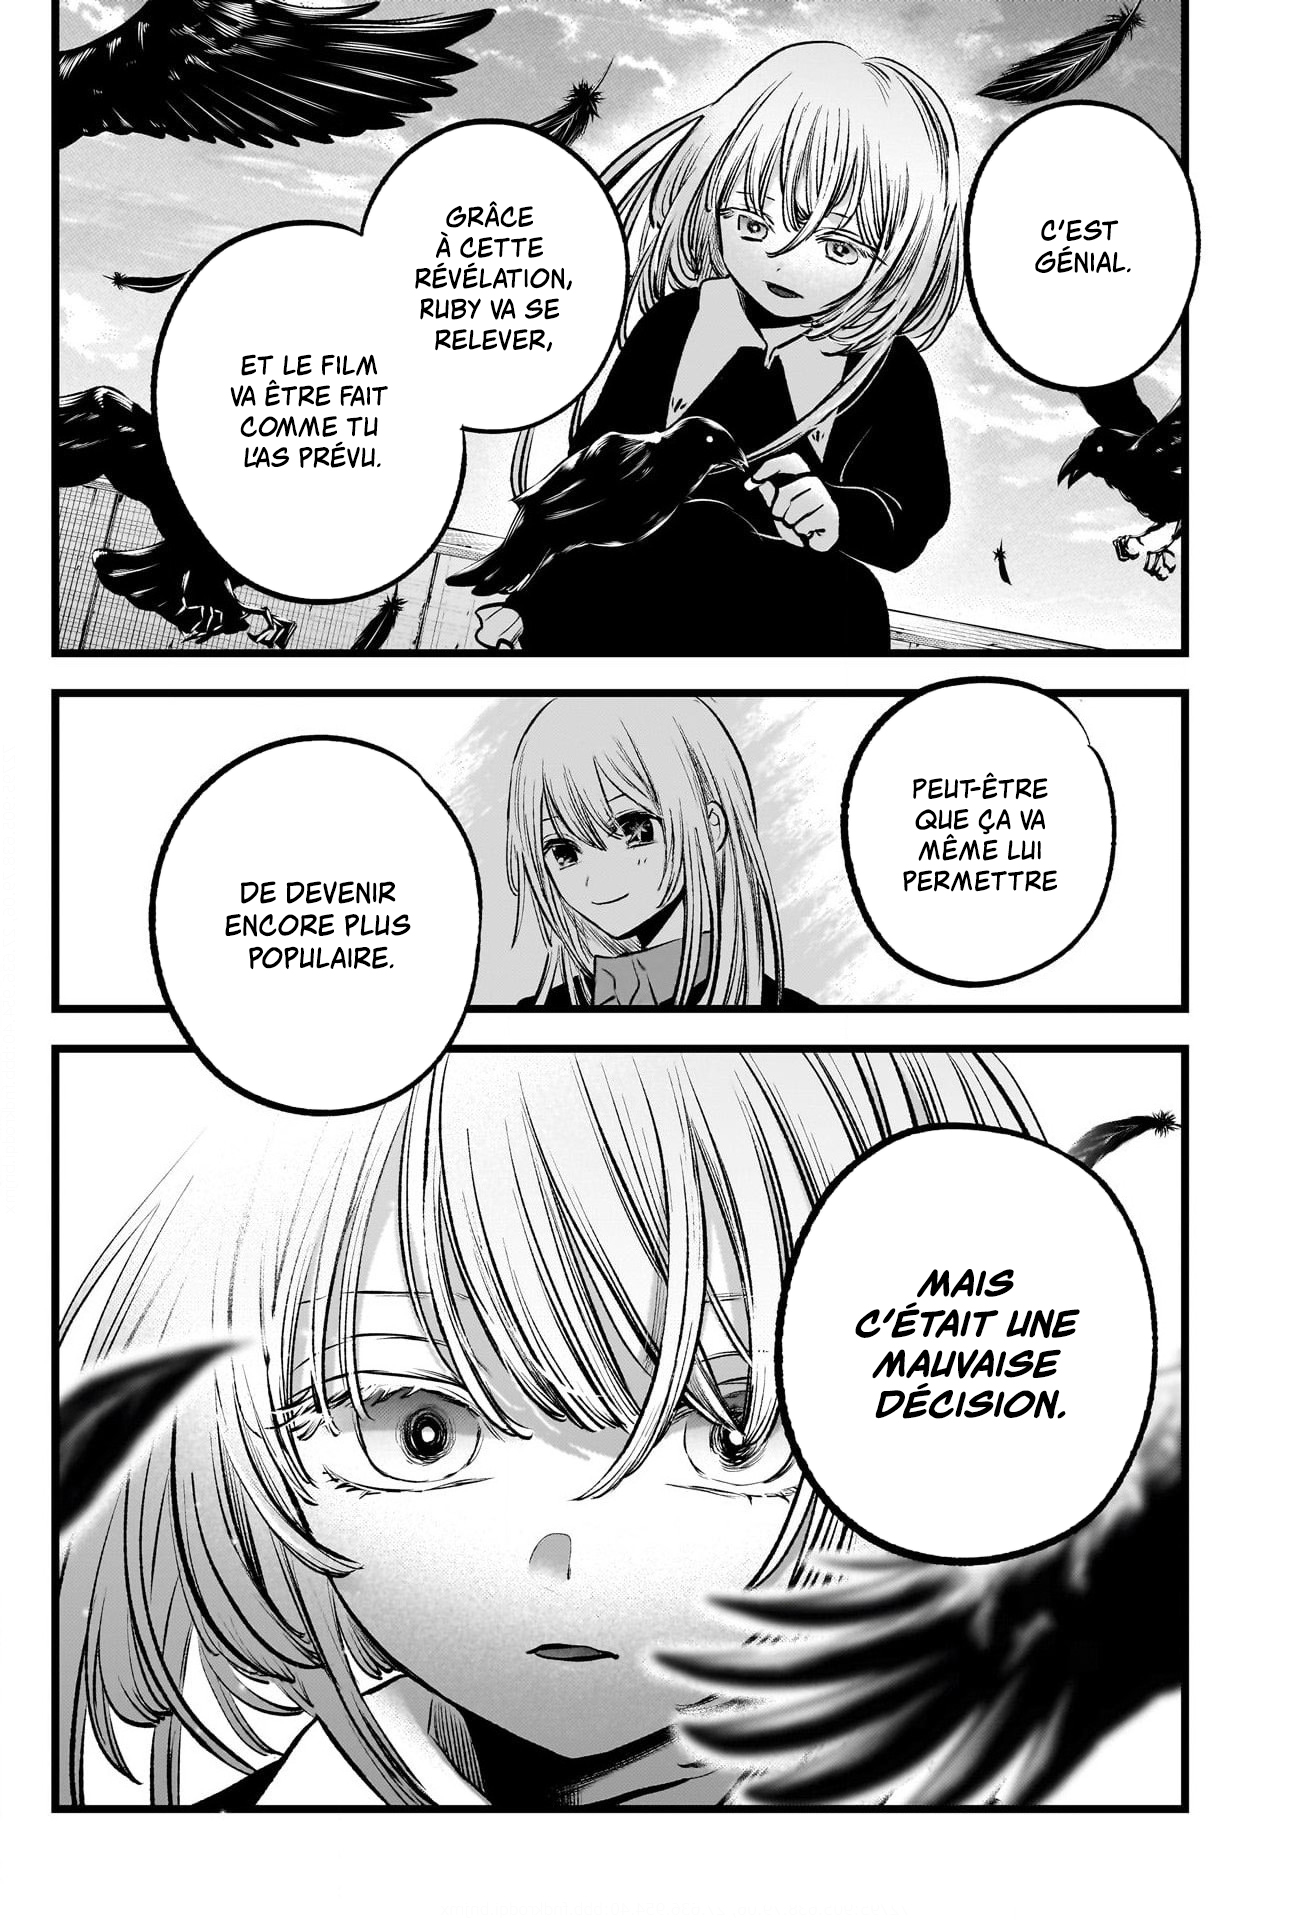 C'EST
GÉNIAL.
GRÂCE
À CETTE
RÉVÉLATION,
RUBY VA SE
RELEVER,
ET LE FILM
VA ÊTRE FAIT
COMME TU
L'AS PRÉVU.
PEUT-ÊTRE
QUE ÇA VA
MÊME LUI
PERMETTRE
DE DEVENIR
ENCORE PLUS
POPULAIRE.
MAIS
C'ÉTAIT UNE
MAUVAISE
DÉCISION.